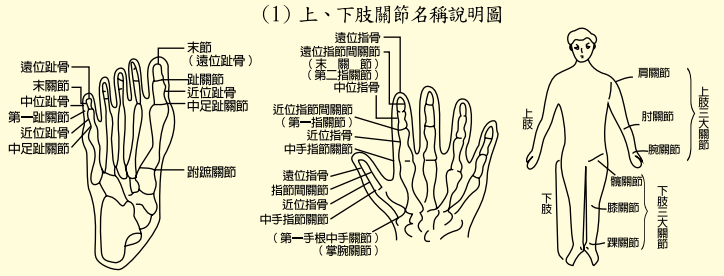 (1)上、下肢關節名稱說明圖
遠位趾骨
末關節
中位趾骨
第一趾關節
近位趾骨
中足趾關節
末節
(遠位趾骨)
趾關節
近位趾骨
中足趾關節
跗蹠關節
遠位指骨
遠位指骨間關節
(末關節)
(第二指關節)
中位指骨
近位指骨間關節
(第一指關節)
近位指骨
中手指節關節
遠位指骨
指節間關節
近位指骨
中手指節關節
(第一手根中手關節)
(掌腕關節)
上肢
下肢
肩關節
肘關節
腕關節
上肢三大關節
髖關節
膝關節
踝關節
下肢三大關節